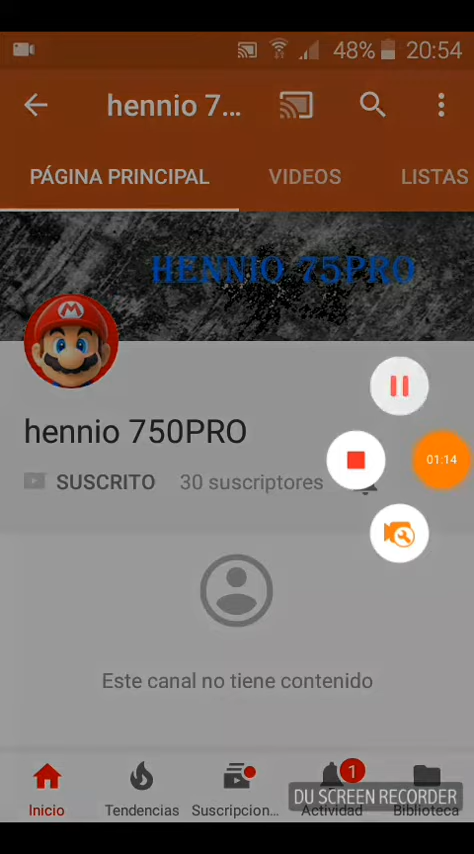 48% 20:54
hennio 7...
PÁGINA PRINCIPAL VIDEOS LISTAS
HENNIO 75PRO
M
hennio 750PRO
SUSCRITO 30 suscriptores
01:14
Este canal no tiene contenido
1
DU SCREEN RECORDER
Inicio Tendencias Suscripcion... Actividad Biblioteca